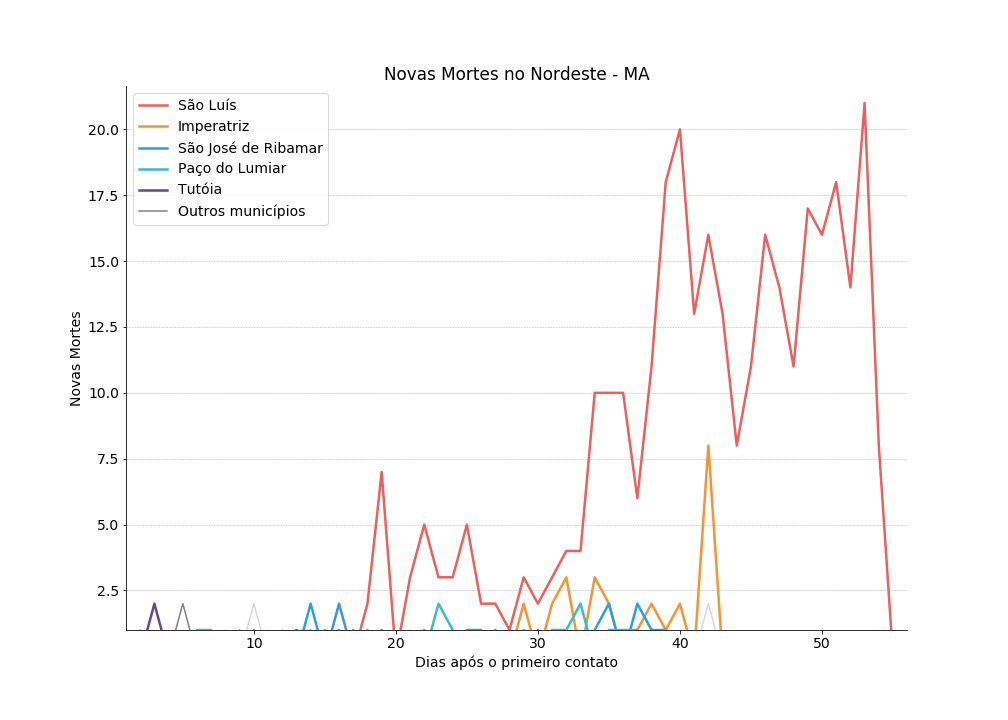 Novas Mortes no Nordeste - MA
São Luís
Imperatriz
São José de Ribamar
Paço do Lumiar
Tutóia
Outros municípios
Novas Mortes
20.0
17.5
15.0
12.5
10.0
7.5
5.0
2.5
10 20 30 40 50
Dias após o primeiro contato